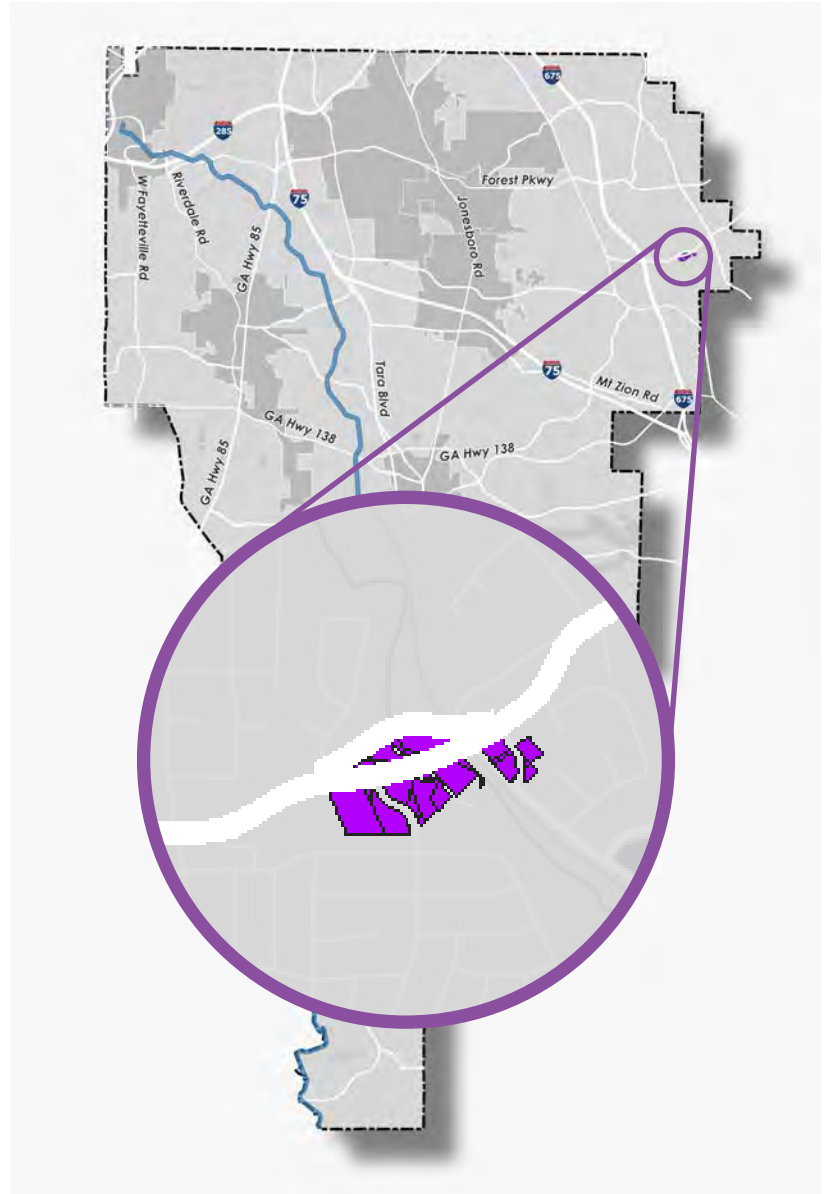 675
285
Forest Pkwy
W Fayetteville Rd
Riverdale Rd
75
Jonesboro Rd
GA Hwy 85
75
Tara Blvd
Mt Zion Rd
675
GA Hwy 138
GA Hwy 138
GA Hwy 85